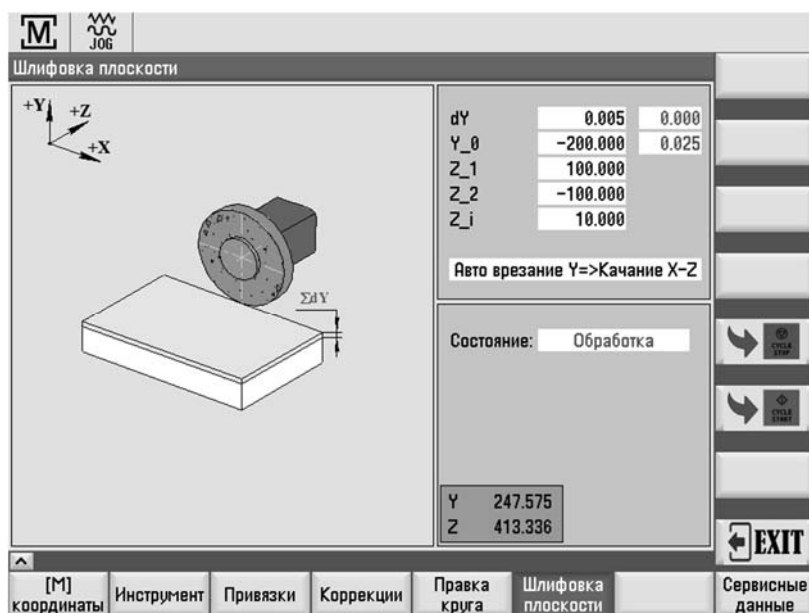 M
JOG
Шлифовка плоскости
+Y
+Z
+X
ΣdY
dY 0.005 0.000
Y_0 -200.000 0.025
Z_1 100.000
Z_2 -100.000
Z_i 10.000
Авто врезание Y=>Качание X-Z
Состояние: Обработка
CYCLE
STOP
CYCLE
START
Y 247.575
Z 413.336
EXIT
[M]
координаты
Инструмент
Привязки
Коррекции
Правка
круга
Шлифовка
плоскости
Сервисные
данные